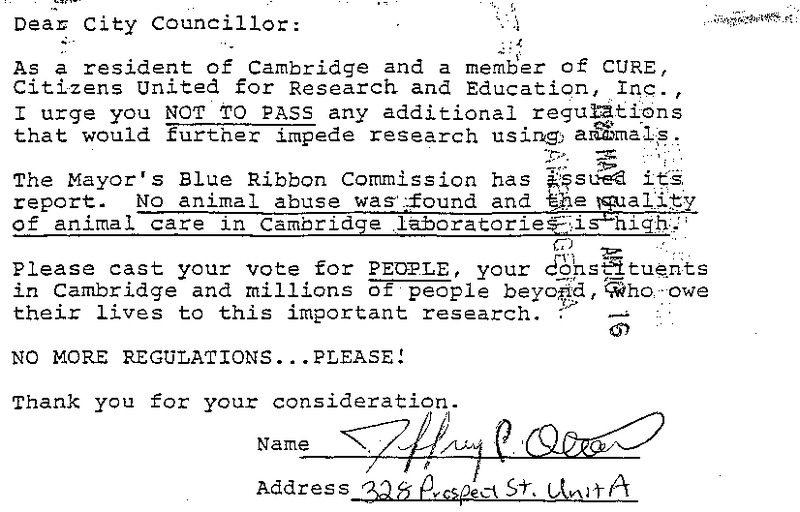 Dear City Councillor:
As a resident of Cambridge and a member of CURE,
Citizens United for Research and Education, Inc.,
I urge you NOT TO PASS any additional regulations
that would further impede research using animals.
The Mayor's Blue Ribbon Commission has issued its
report. No animal abuse was found and the quality
of animal care in Cambridge laboratories is high.
Please cast your vote for PEOPLE, your constituents
in Cambridge and millions of people beyond, who owe
their lives to this important research.
NO MORE REGULATIONS...PLEASE!
Thank you for your consideration.
Name Jeffrey P.
Address 328 Prospect St. Unit A